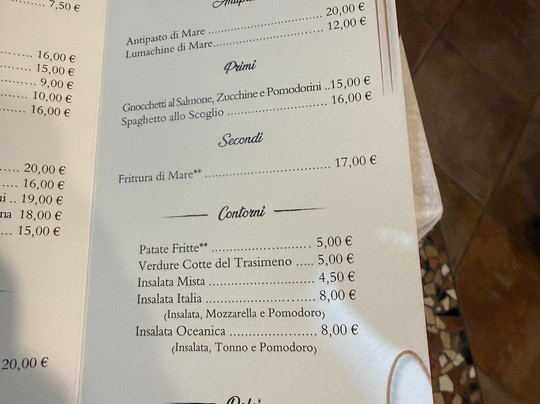 7,50 €
16,00 €
15,00 €
9,00 €
10,00 €
16,00 €
20,00 €
16,00 €
19,00 €
18,00 €
15,00 €
20,00 €
Antipasto di Mare 20,00 €
Lumachine di Mare 12,00 €
Primi
Gnocchetti al Salmone, Zucchine e Pomodorini ..15,00 €
Spaghetto allo Scoglio 16,00 €
Secondi
Frittura di Mare** 17,00 €
Contorni
Patate Fritte** 5,00 €
Verdure Cotte del Trasimeno ..... 5,00 €
Insalata Mista 4,50 €
Insalata Italia 8,00 €
(Insalata, Mozzarella e Pomodoro)
Insalata Oceanica 8,00 €
(Insalata, Tonno e Pomodoro)